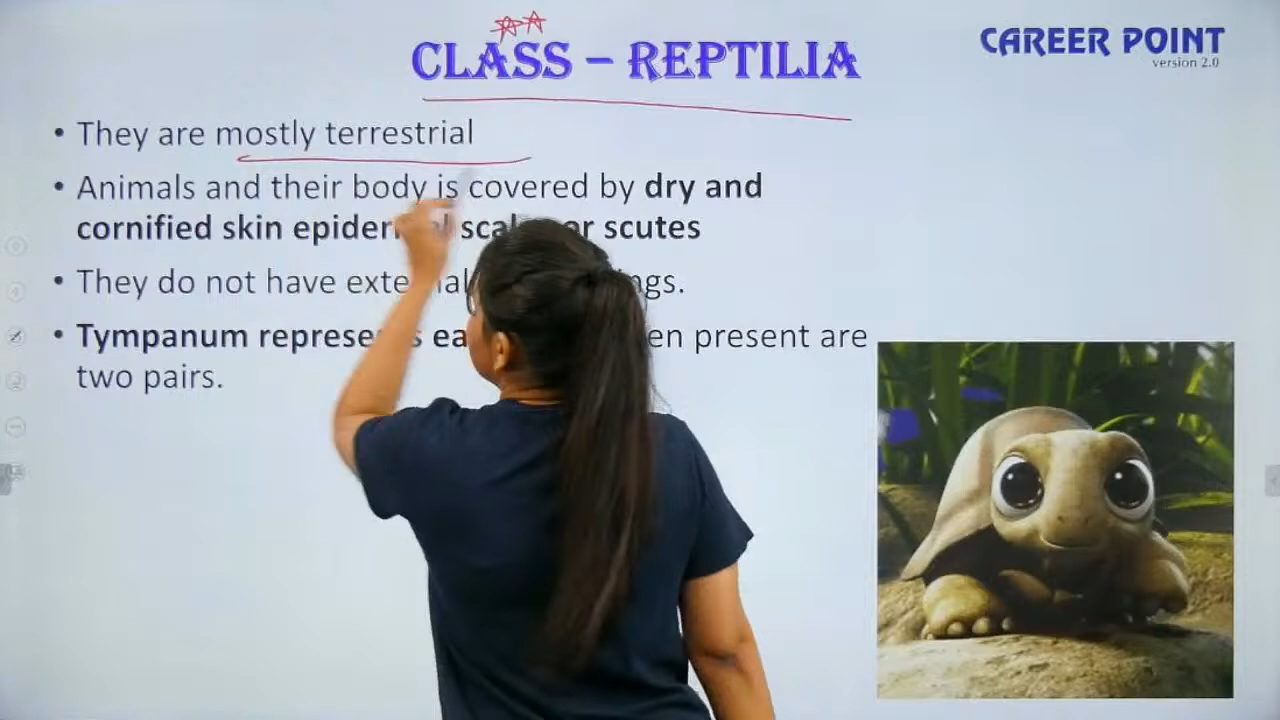 CLASS – REPTILIA
CAREER POINT
version 2.0
• They are mostly terrestrial
• Animals and their body is covered by dry and
cornified skin or scutes
• They do not have
• Tympanum present are
two pairs.